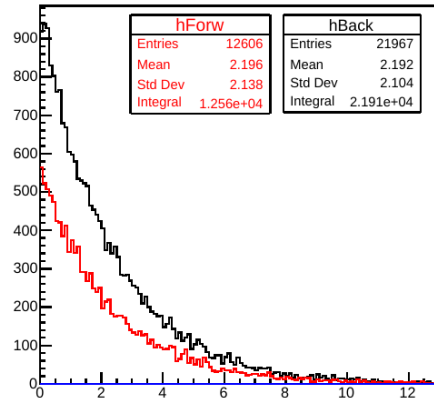 hForw
Entries 12606
Mean 2.196
Std Dev 2.138
Integral 1.256e+04
hBack
Entries 21967
Mean 2.192
Std Dev 2.104
Integral 2.191e+04
900
800
700
600
500
400
300
200
100
0
0 2 4 6 8 10 12